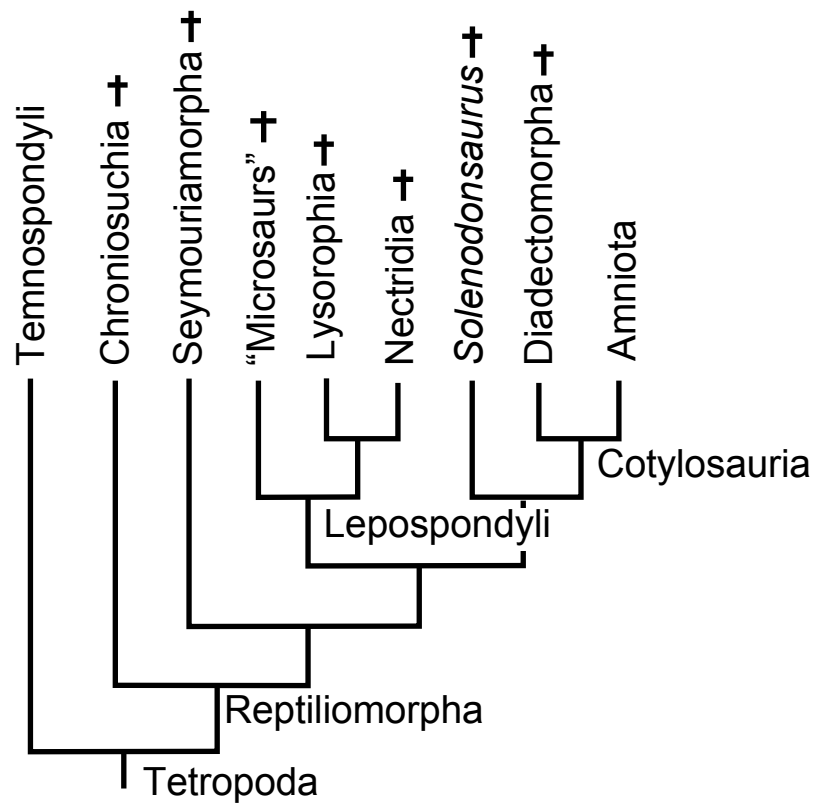 Temnospondyli
Chroniosuchia †
Seymouriamorpha †
“Microsaurs” †
Lysorophia †
Nectridia †
Solenodonsaurus †
Diadectomorpha †
Amniota
Cotylosauria
Lepospondyli
Reptiliomorpha
Tetropoda